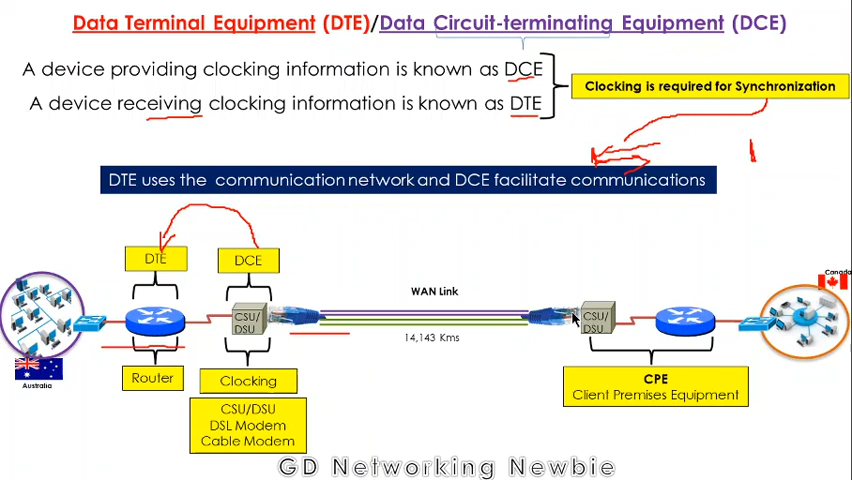 Data Terminal Equipment (DTE)/Data Circuit-terminating Equipment (DCE)
A device providing clocking information is known as DCE
A device receiving clocking information is known as DTE
Clocking is required for Synchronization
DTE uses the communication network and DCE facilitate communications
DTE
DCE
WAN Link
Canada
CSU/
DSU
CSU/
DSU
14,143 Kms
Australia
Router
Clocking
CPE
Client Premises Equipment
CSU/DSU
DSL Modem
Cable Modem
GD Networking Newbie